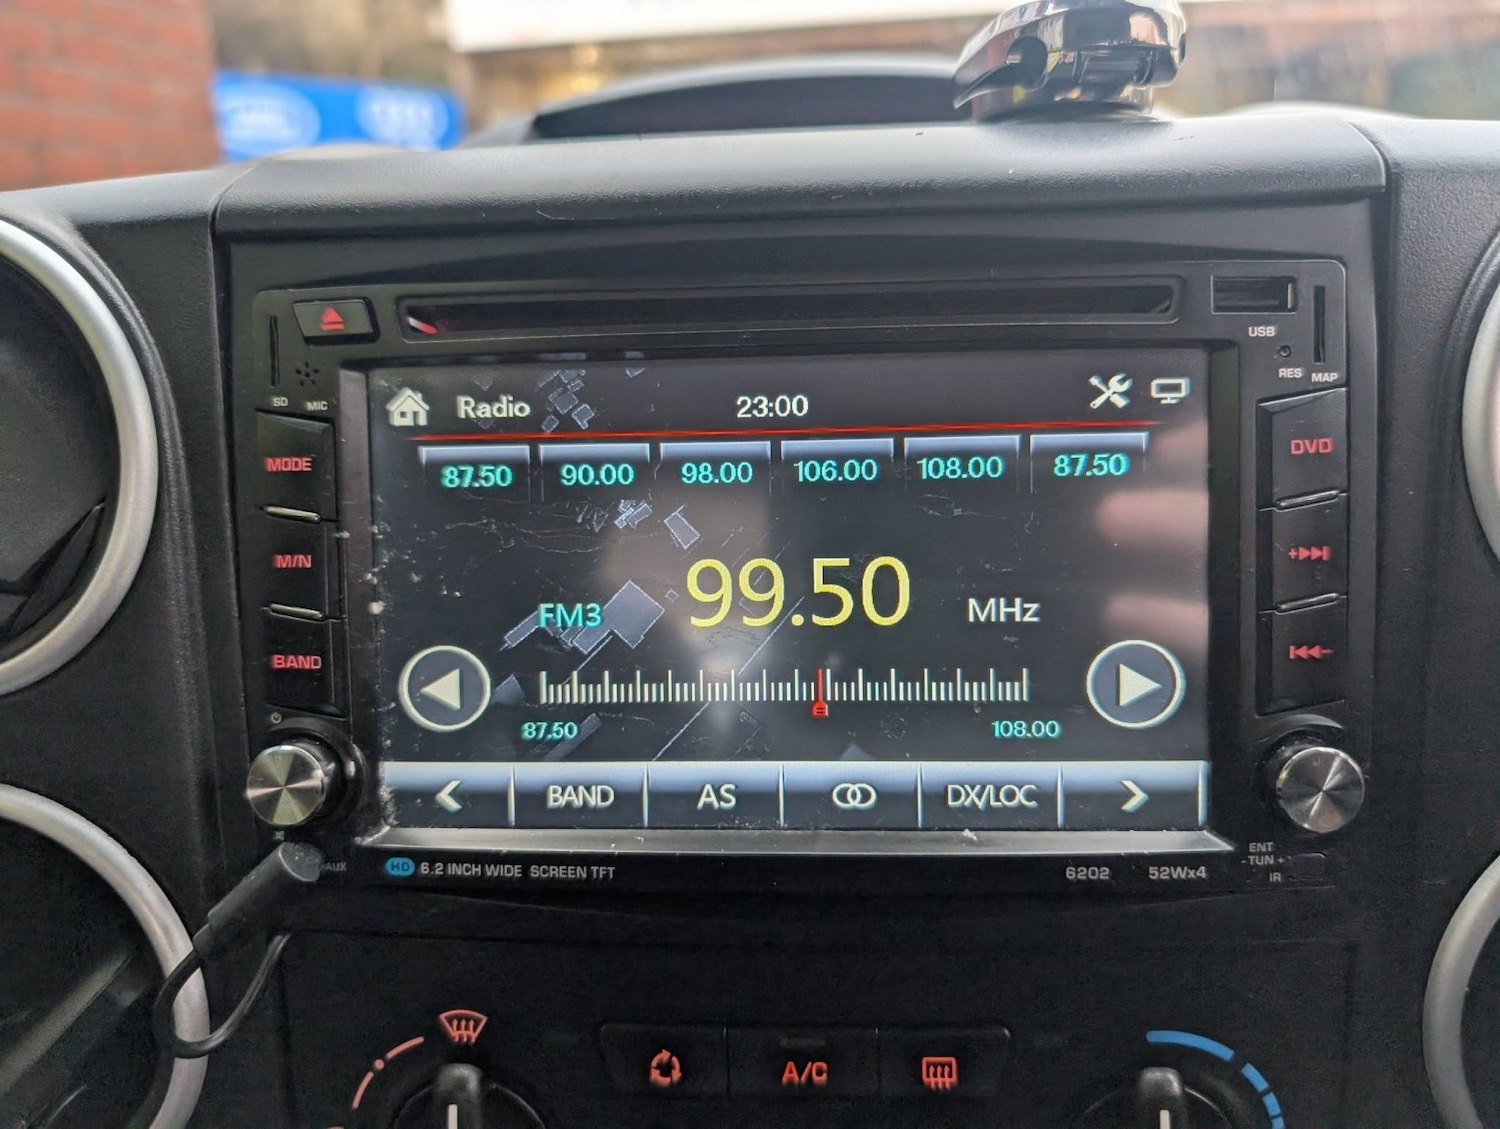 USB
RES
MAP
SD
MIC
Radio
23:00
87.50 90.00 98.00 106.00 108.00 87.50
MODE
DVD
M/N
FM3 99.50 MHz
BAND
87.50 108.00
BAND AS DX/LOC
AUX
HD 6.2 INCH WIDE SCREEN TFT
6202 52Wx4
ENT
-TUN+
IR
A/C